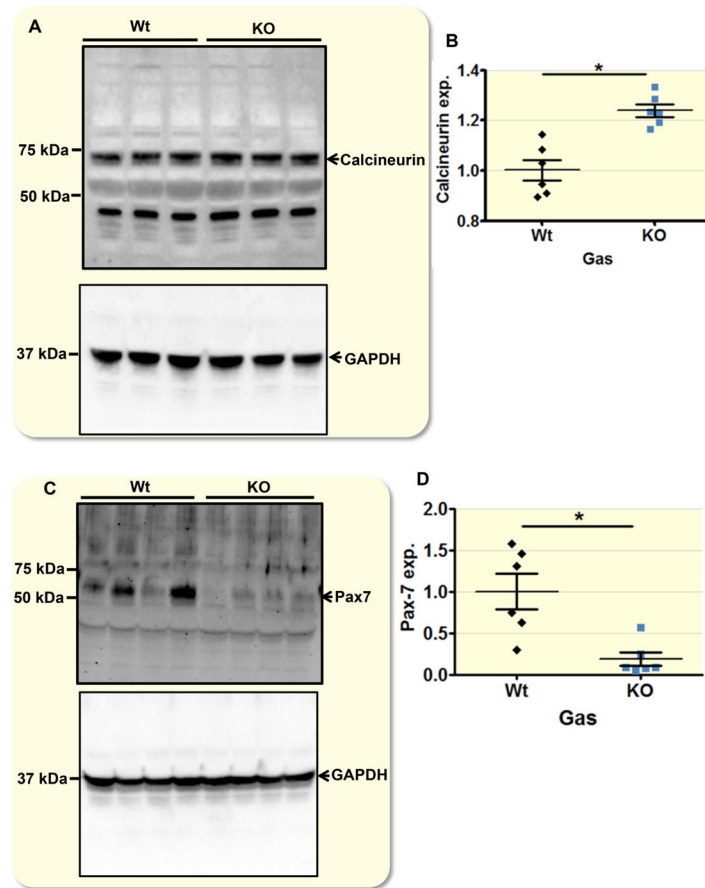 A
Wt KO
75 kDa
Calcineurin
50 kDa
37 kDa
GAPDH
B
*
Calcineurin exp.
1.4
1.2
1.0
0.8
Wt KO
Gas
C
Wt KO
75 kDa
50 kDa
Pax7
37 kDa
GAPDH
D
*
Pax-7 exp.
2.0
1.5
1.0
0.5
0.0
Wt KO
Gas